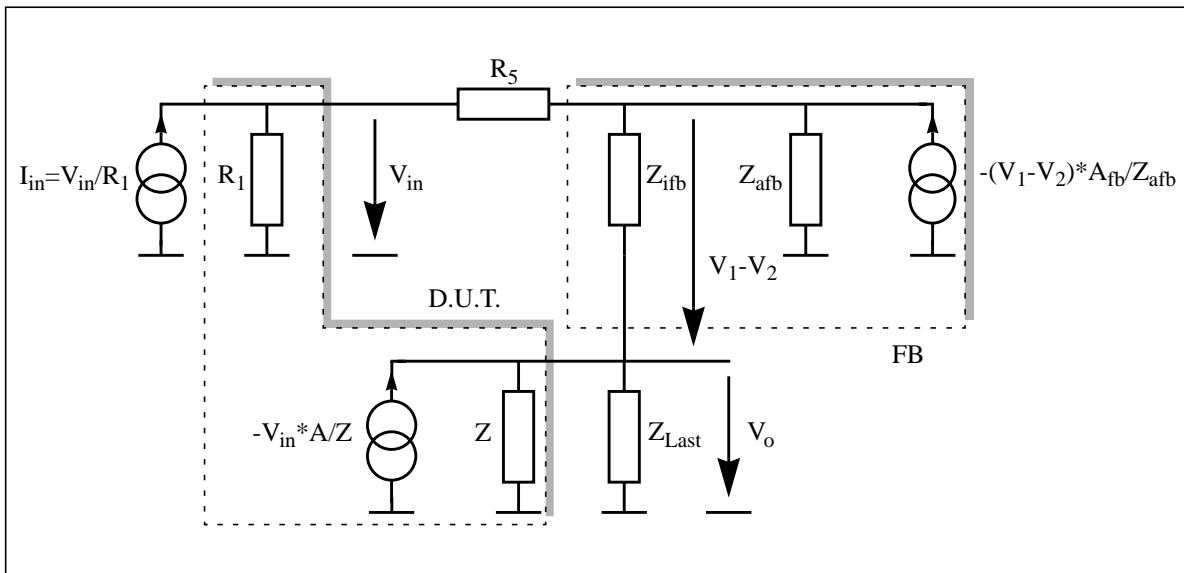 R5
Iin=Vin/R1
R1
Vin
Zifb
Zafb
-(V1-V2)*Afb/Zafb
V1-V2
D.U.T.
FB
-Vin*A/Z
Z
ZLast
Vo